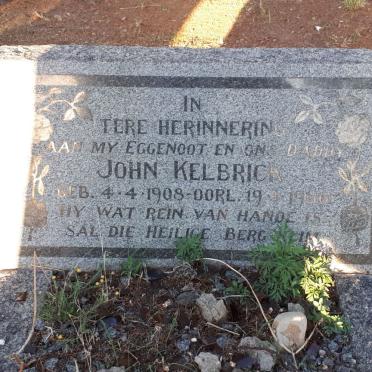 IN
TERE HERINNERING
AAN MY EGGENOOT EN ONS DADDY
JOHN KELBRICK
GEB. 4·4·1908-OORL. 19
HY WAT REIN VAN HANDE IS
SAL DIE HEILIGE BERG